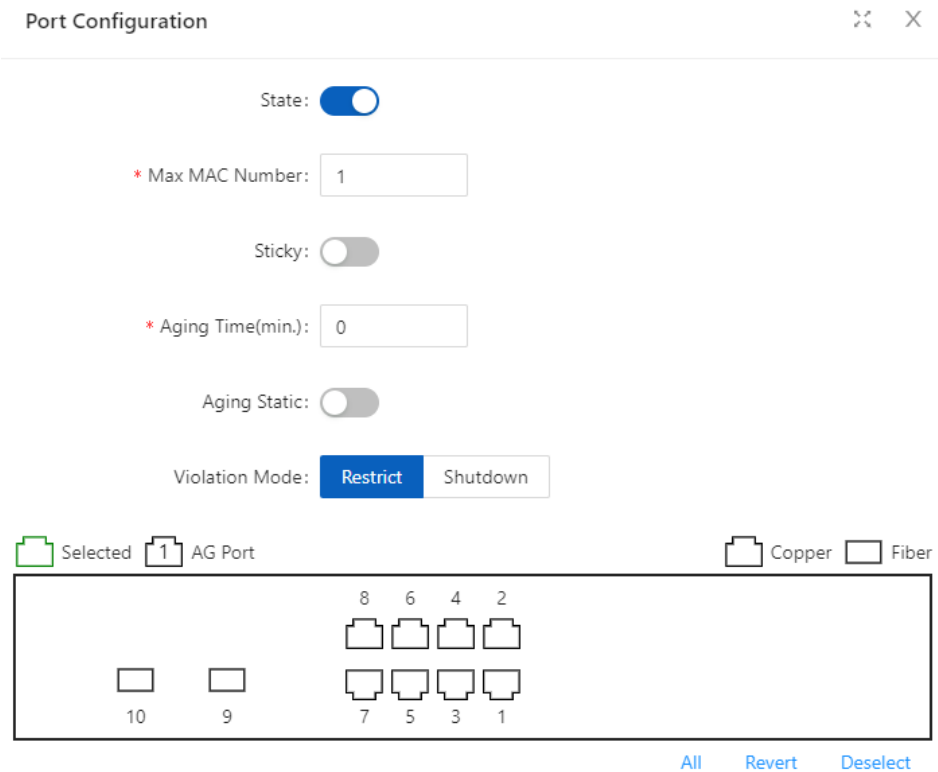 Port Configuration
State:
* Max MAC Number: 1
Sticky:
* Aging Time(min.): 0
Aging Static:
Violation Mode: Restrict Shutdown
Selected 1 AG Port Copper Fiber
8 6 4 2
10 9 7 5 3 1
All Revert Deselect